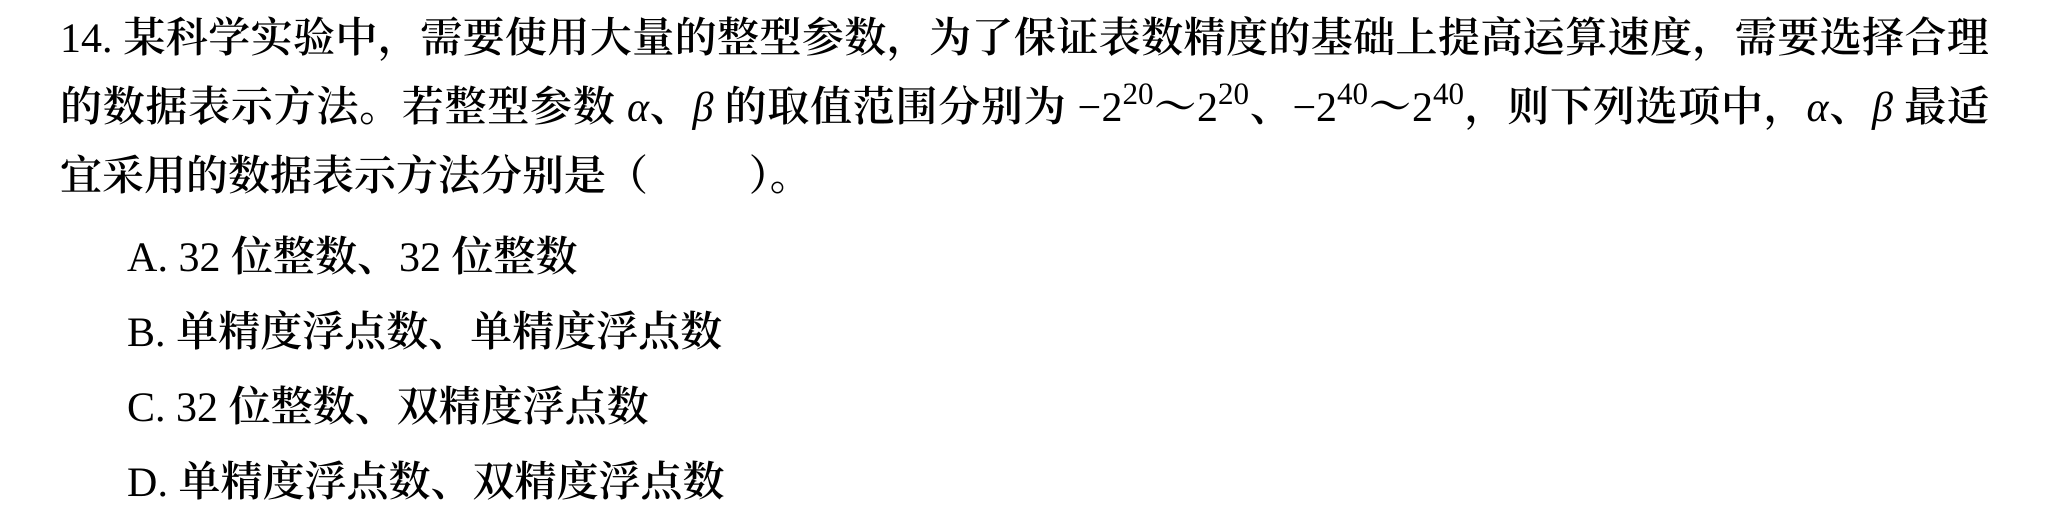 14. 某科学实验中，需要使用大量的整型参数，为了保证表数精度的基础上提高运算速度，需要选择合理
的数据表示方法。若整型参数 α、β 的取值范围分别为 −2²⁰～2²⁰、−2⁴⁰～2⁴⁰，则下列选项中，α、β 最适
宜采用的数据表示方法分别是（　　）。
A. 32 位整数、32 位整数
B. 单精度浮点数、单精度浮点数
C. 32 位整数、双精度浮点数
D. 单精度浮点数、双精度浮点数